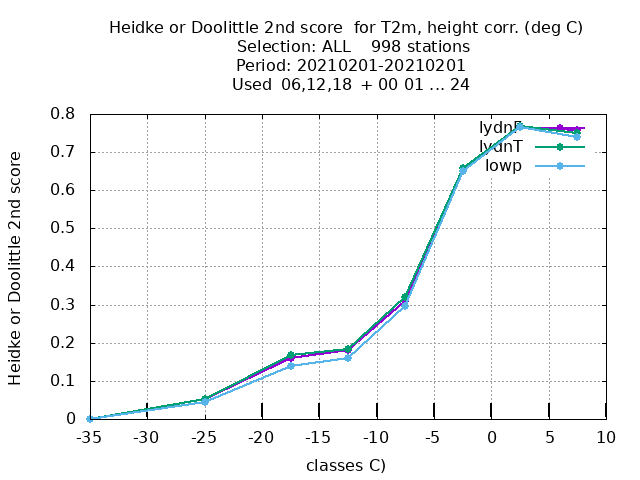 Heidke or Doolittle 2nd score  for T2m, height corr. (deg C)
Selection: ALL    998 stations
Period: 20210201-20210201
Used  06,12,18  + 00 01 ... 24
Heidke or Doolittle 2nd score
0.8
0.7
0.6
0.5
0.4
0.3
0.2
0.1
0
lydnT
lowp
-35 -30 -25 -20 -15 -10 -5 0 5 10
classes C)